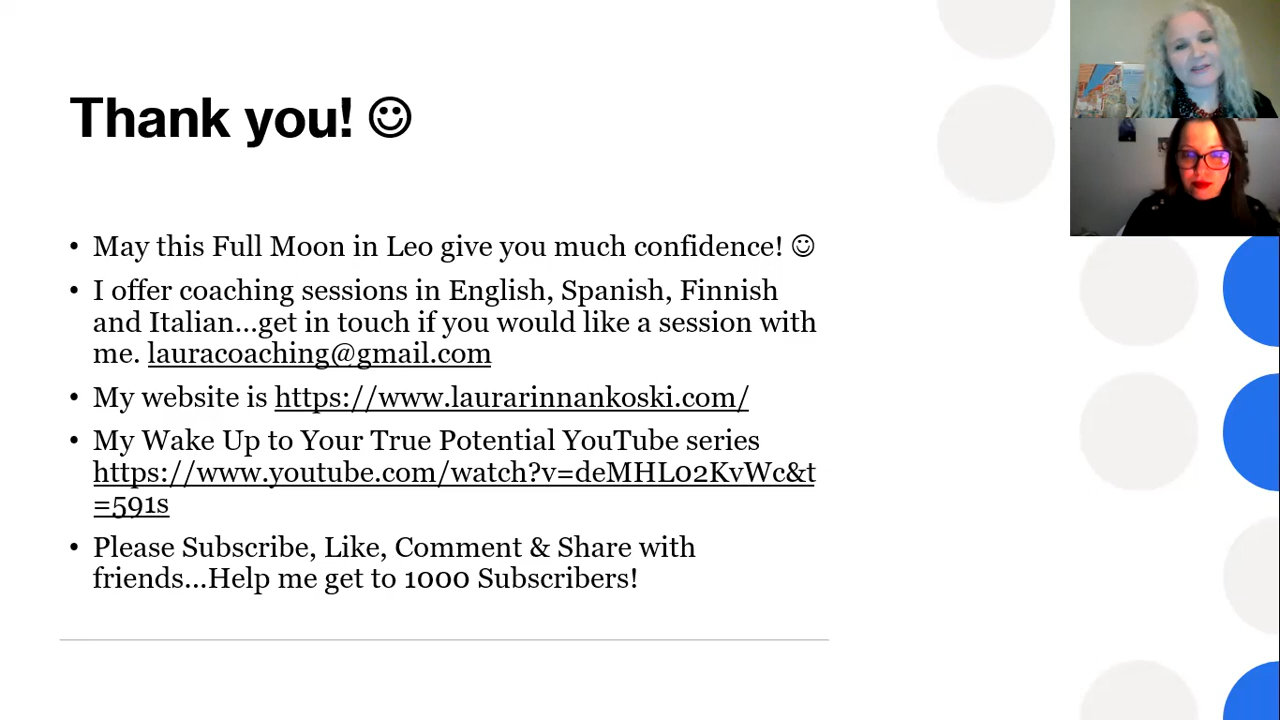 Thank you! ☺
• May this Full Moon in Leo give you much confidence! ☺
• I offer coaching sessions in English, Spanish, Finnish
and Italian...get in touch if you would like a session with
me. lauracoaching@gmail.com
• My website is https://www.laurarinnankoski.com/
• My Wake Up to Your True Potential YouTube series
https://www.youtube.com/watch?v=deMHL02KvWc&t
=591s
• Please Subscribe, Like, Comment & Share with
friends...Help me get to 1000 Subscribers!